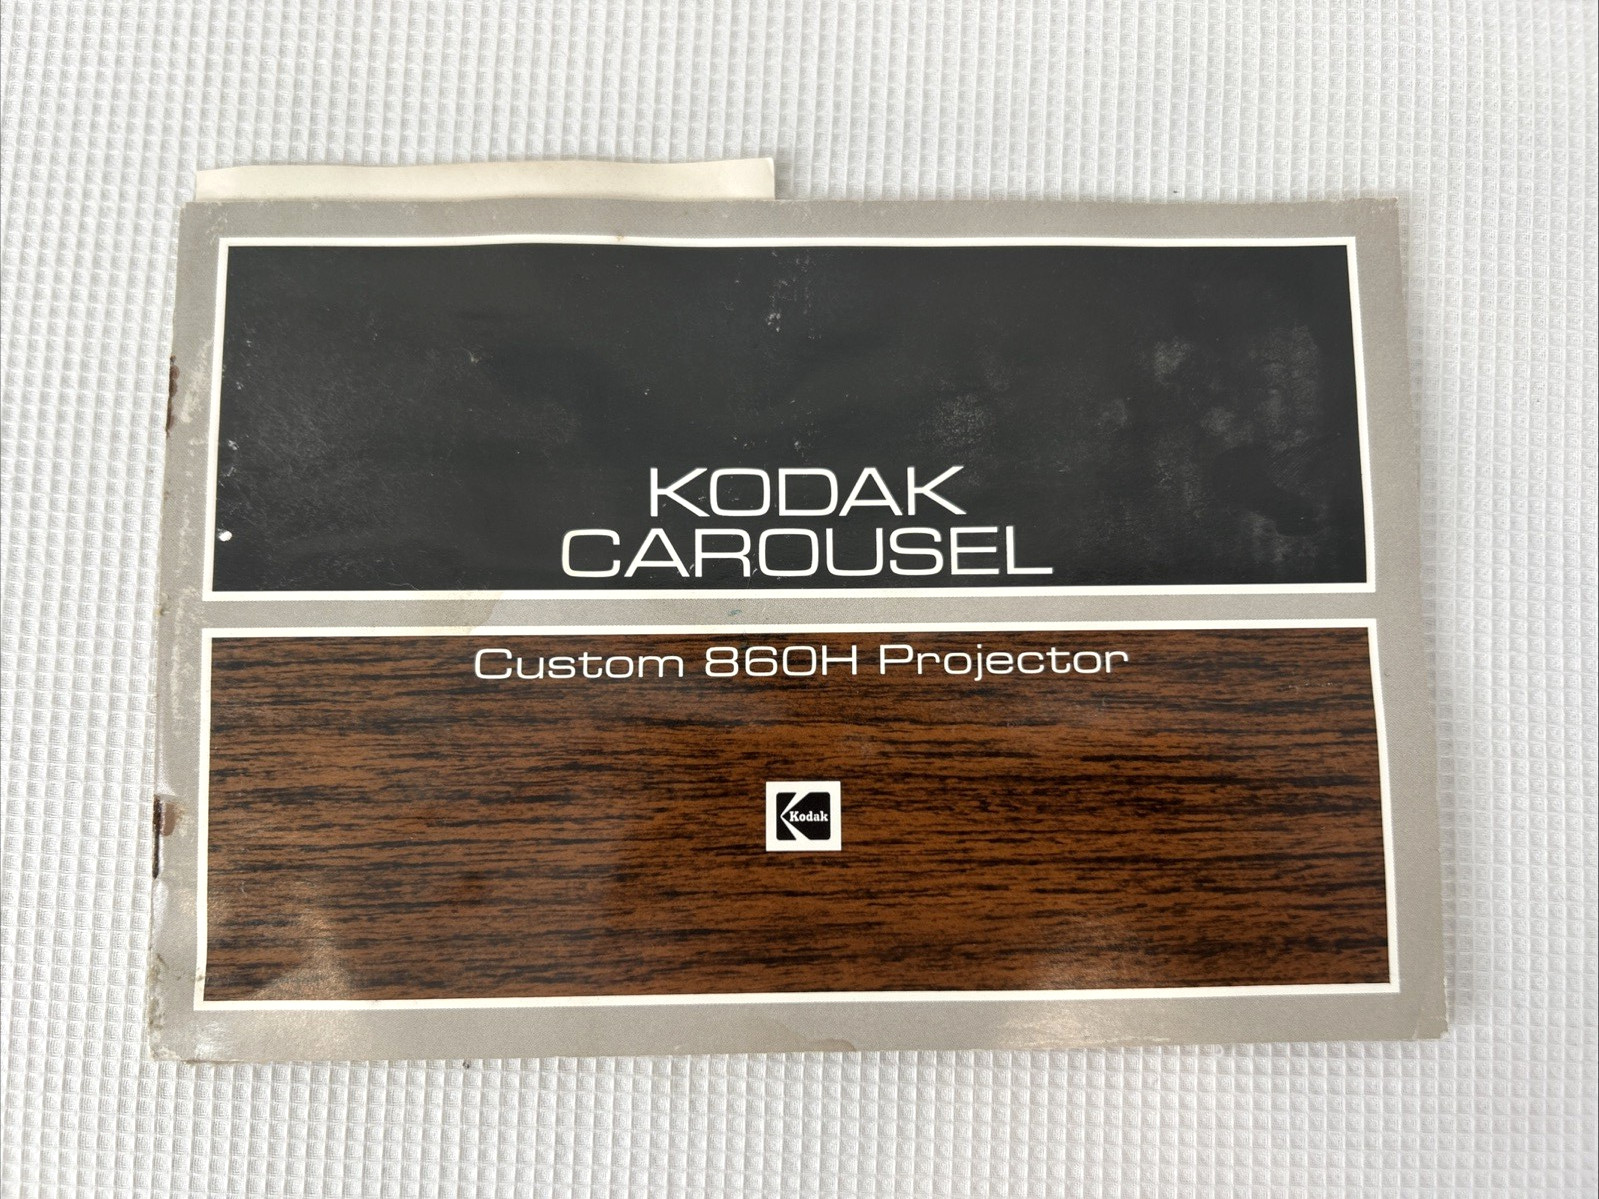 KODAK
CAROUSEL
Custom 860H Projector
Kodak